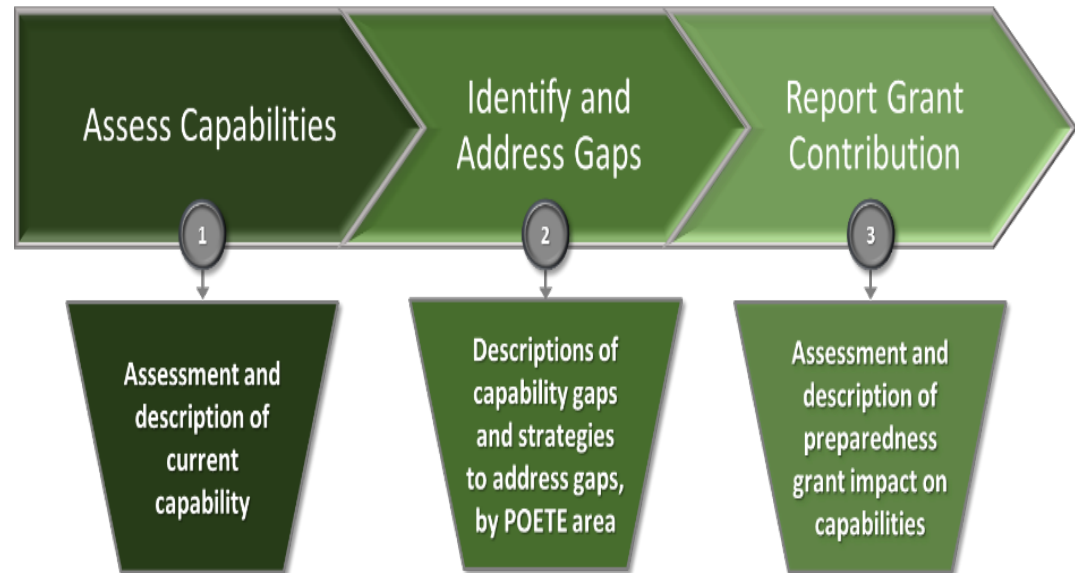 Assess Capabilities
Identify and
Address Gaps
Report Grant
Contribution
1
2
3
Assessment and
description of
current
capability
Descriptions of
capability gaps
and strategies
to address gaps,
by POETE area
Assessment and
description of
preparedness
grant impact on
capabilities